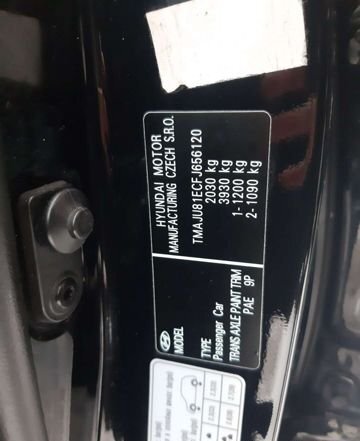 HYUNDAI MOTOR
MANUFACTURING CZECH S.R.O.
TMAJU81ECFJ656120
2030 kg
3930 kg
1-1200 kg
2-1090 kg
MODEL
TYPE
Passenger Car
TRANS AXLE PAINT TRIM
PAE 9P